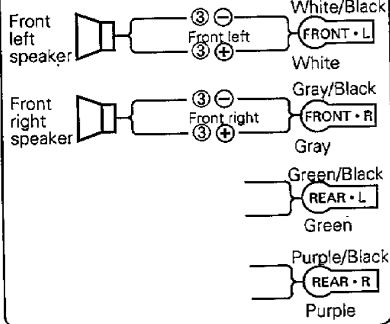 White/Black
Front left speaker
③ ⊖
Front left
③ ⊕
FRONT • L
White
Gray/Black
Front right speaker
③ ⊖
Front right
③ ⊕
FRONT • R
Gray
Green/Black
REAR • L
Green
Purple/Black
REAR • R
Purple